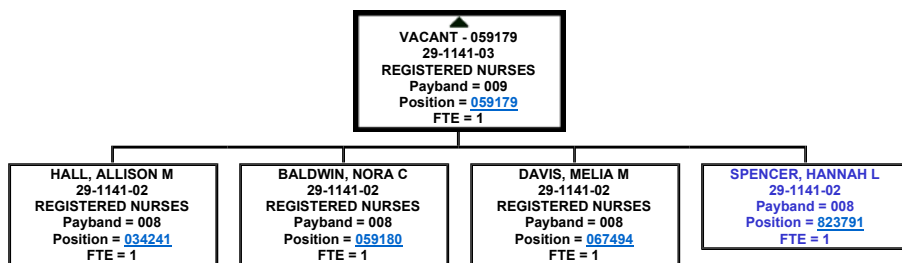 VACANT - 059179
29-1141-03
REGISTERED NURSES
Payband = 009
Position = 059179
FTE = 1
HALL, ALLISON M
29-1141-02
REGISTERED NURSES
Payband = 008
Position = 034241
FTE = 1
BALDWIN, NORA C
29-1141-02
REGISTERED NURSES
Payband = 008
Position = 059180
FTE = 1
DAVIS, MELIA M
29-1141-02
REGISTERED NURSES
Payband = 008
Position = 067494
FTE = 1
SPENCER, HANNAH L
29-1141-02
Payband = 008
Position = 823791
FTE = 1